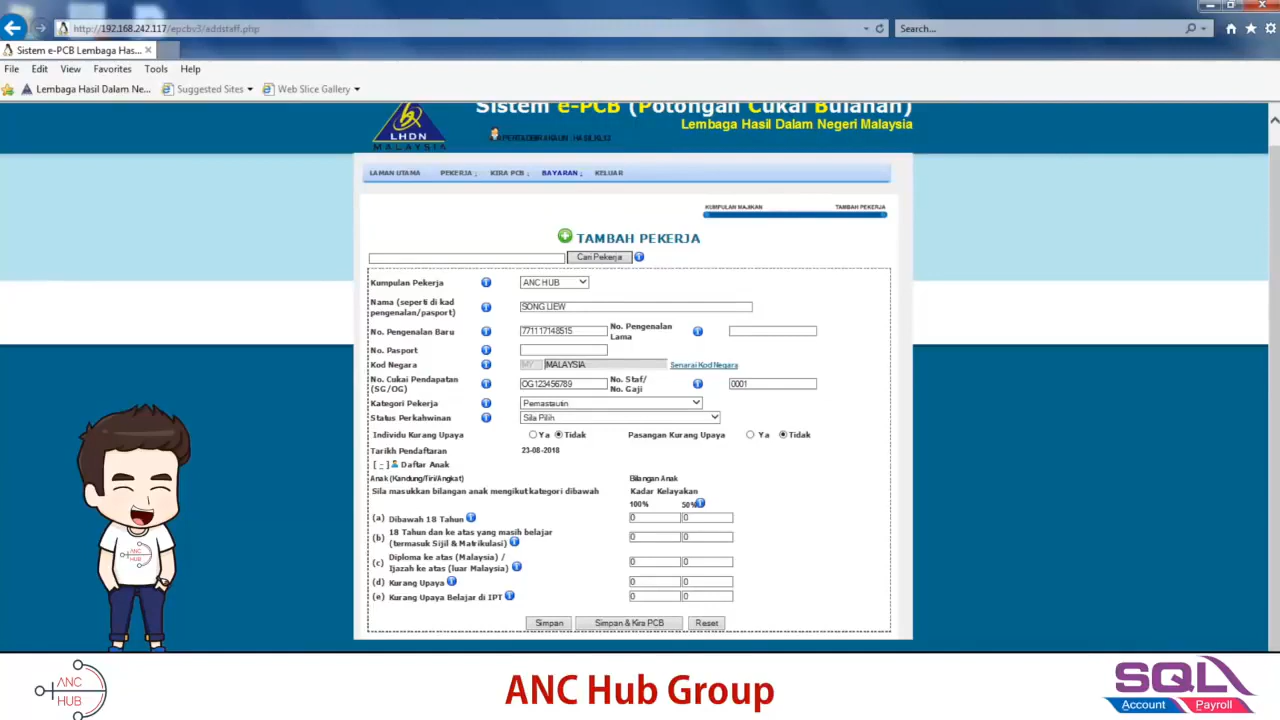 http://192.168.242.117/epcbv3/addstaff.php
Search...
Sistem e-PCB Lembaga Has...
File Edit View Favorites Tools Help
Lembaga Hasil Dalam Ne... Suggested Sites Web Slice Gallery
Sistem e-PCB (Potongan Cukai Bulanan)
Lembaga Hasil Dalam Negeri Malaysia
LHDN
MALAYSIA
LAMAN UTAMA PEKERJA KIRA PCB BAYARAN KELUAR
KUMPULAN MAJIKAN TAMBAH PEKERJA
TAMBAH PEKERJA
Cari Pekerja
Kumpulan Pekerja ANC HUB
Nama (seperti di kad
pengenalan/pasport) SONG LIEW
No. Pengenalan Baru 771117148515 No. Pengenalan
Lama
No. Pasport
Kod Negara MY MALAYSIA Senarai Kod Negara
No. Cukai Pendapatan
(SG/OG) OG123456789 No. Staf/
No. Gaji 0001
Kategori Pekerja Pemastautin
Status Perkahwinan Sila Pilih
Individu Kurang Upaya Ya Tidak Pasangan Kurang Upaya Ya Tidak
Tarikh Pendaftaran 23-08-2018
[ - ] Daftar Anak
Anak (Kandung/Tiri/Angkat) Bilangan Anak
Sila masukkan bilangan anak mengikut kategori dibawah Kadar Kelayakan
100% 50%
(a) Dibawah 18 Tahun 0 0
(b) 18 Tahun dan ke atas yang masih belajar
(termasuk Sijil & Matrikulasi) 0 0
(c) Diploma ke atas (Malaysia) /
Ijazah ke atas (luar Malaysia) 0 0
(d) Kurang Upaya 0 0
(e) Kurang Upaya Belajar di IPT 0 0
Simpan Simpan & Kira PCB Reset
ANC
HUB
ANC
HUB
ANC Hub Group
SQL
Account Payroll